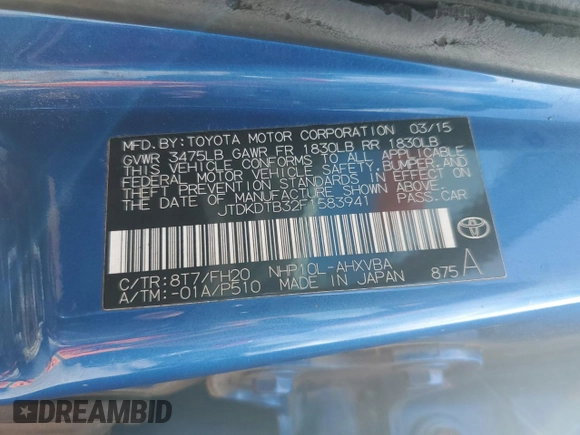 MFD. BY: TOYOTA MOTOR CORPORATION 03/15
GVWR 3475LB GAWR FR 1830LB RR 1830LB
THIS VEHICLE CONFORMS TO ALL APPLICABLE
FEDERAL MOTOR VEHICLE SAFETY, BUMPER, AND
THEFT PREVENTION STANDARDS IN EFFECT ON
THE DATE OF MANUFACTURE SHOWN ABOVE.
JTDKDTB32F1583941 PASS. CAR
C/TR: 8T7/FH20 NHP10L-AHXVBA
A/TM: -01A/P510 MADE IN JAPAN 875 A
DREAMBID